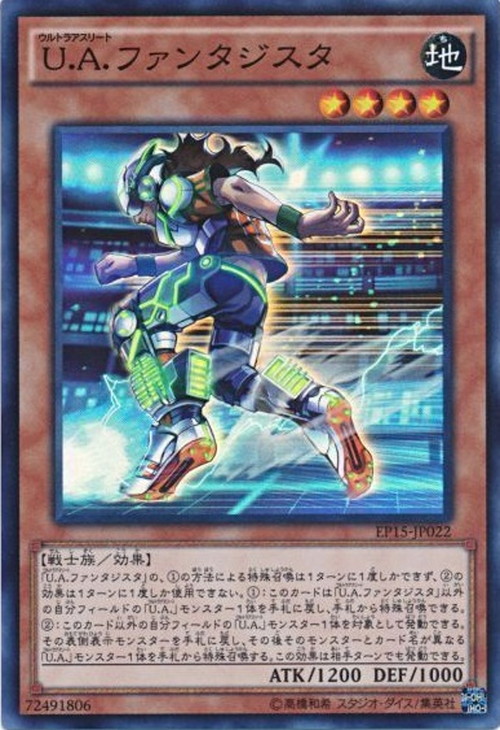 ウルトラアスリート
U.A.ファンタジスタ
地
EP15-JP022
【戦士族／効果】
「U.A.ファンタジスタ」の、①の方法による特殊召喚は1ターンに1度しかできず、②の
効果は1ターンに1度しか使用できない。①：このカードは「U.A.ファンタジスタ」以外
の自分フィールドの「U.A.」モンスター1体を手札に戻し、手札から特殊召喚できる。
②：このカード以外の自分フィールドの「U.A.」モンスター1体を対象として発動できる。
その表側表示モンスターを手札に戻し、その後そのモンスターとカード名が異なる
「U.A.」モンスター1体を手札から特殊召喚する。この効果は相手ターンでも発動できる。
ATK/1200 DEF/1000
72491806
©高橋和希 スタジオ・ダイス/集英社